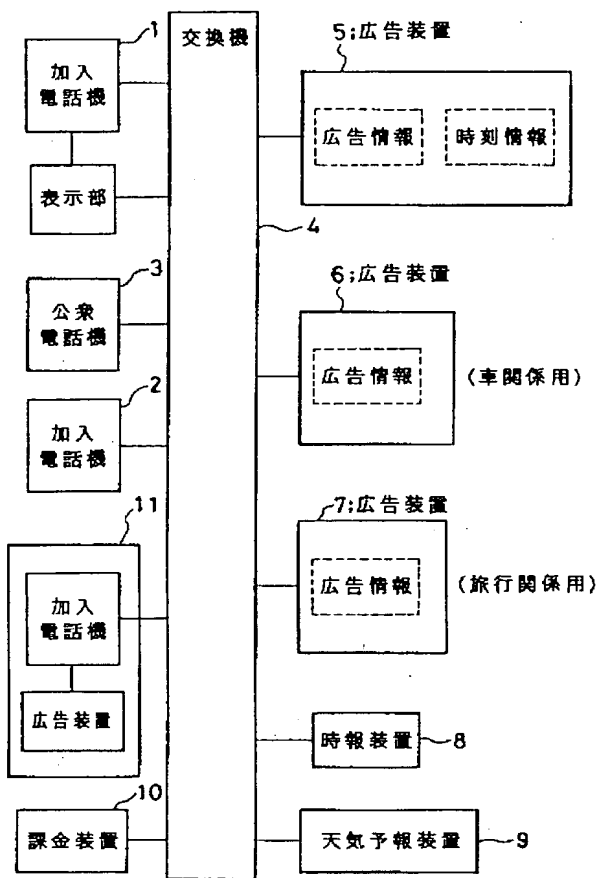 1
加入
電話機
表示部
3
公衆
電話機
2
加入
電話機
11
加入
電話機
広告装置
10
課金装置
交換機
4
5;広告装置
広告情報
時刻情報
6;広告装置
広告情報
(車関係用)
7;広告装置
広告情報
(旅行関係用)
時報装置
8
天気予報装置
9